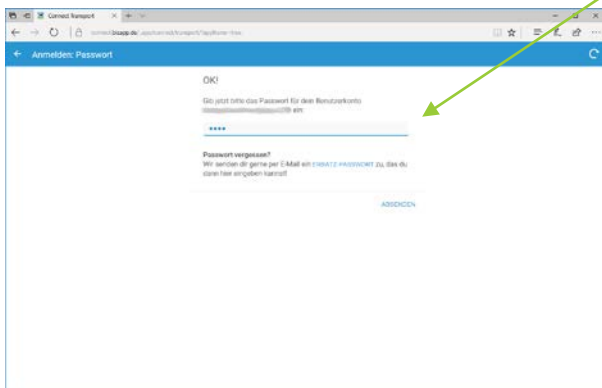 Connect Transport
Anmelden: Passwort
OK!
Gib jetzt bitte das Passwort für dein Benutzerkonto
ein:
Passwort vergessen?
Wir senden dir gerne per E-Mail ein ERSATZ-PASSWORT zu, das du
dann hier eingeben kannst!
ABSENDEN